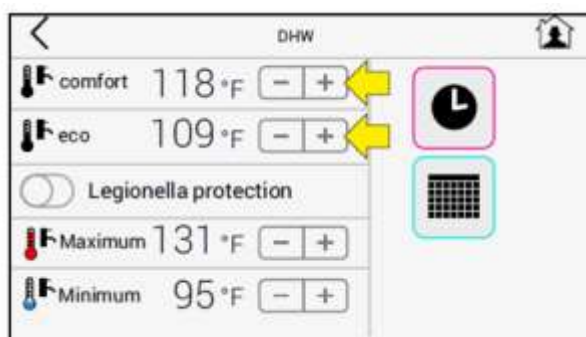 DHW
comfort 118 °F - +
eco 109 °F - +
Legionella protection
Maximum 131 °F - +
Minimum 95 °F - +